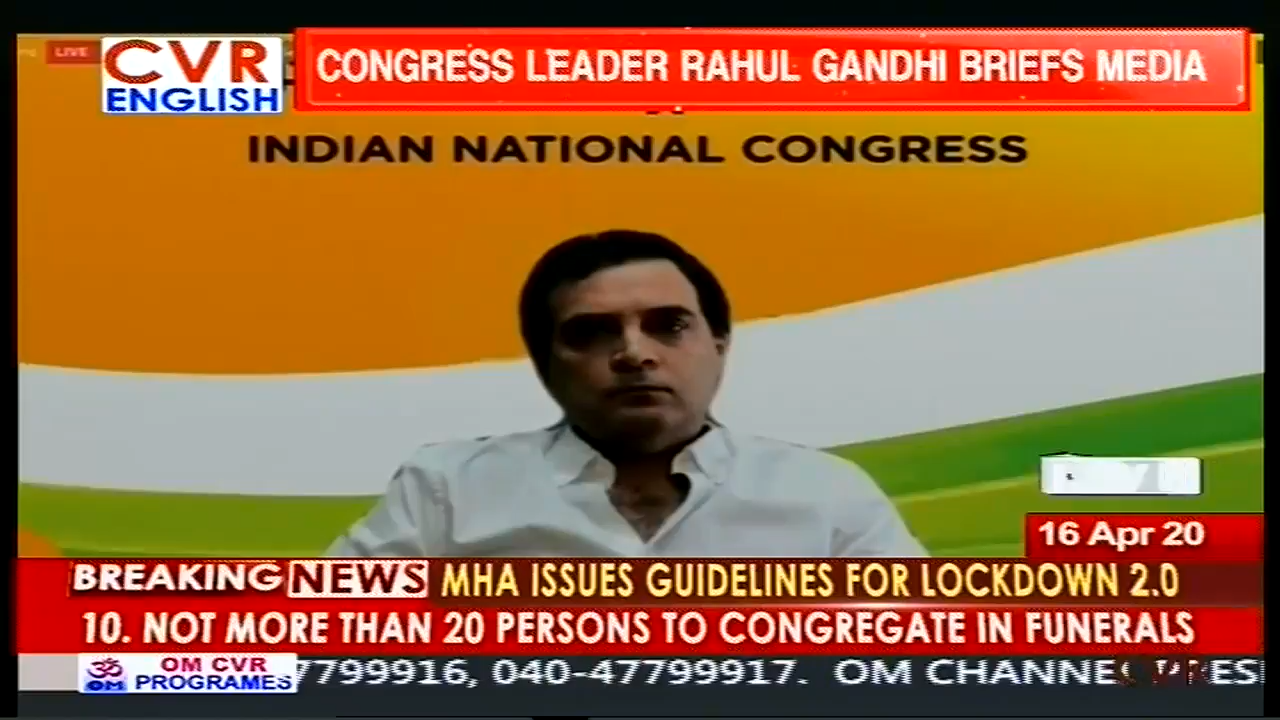 LIVE
CVR
ENGLISH
CONGRESS LEADER RAHUL GANDHI BRIEFS MEDIA
INDIAN NATIONAL CONGRESS
16 Apr 20
BREAKING NEWS MHA ISSUES GUIDELINES FOR LOCKDOWN 2.0
10. NOT MORE THAN 20 PERSONS TO CONGREGATE IN FUNERALS
ॐ
OM
OM CVR
PROGRAMES
7799916, 040-47799917. OM CHANNEL